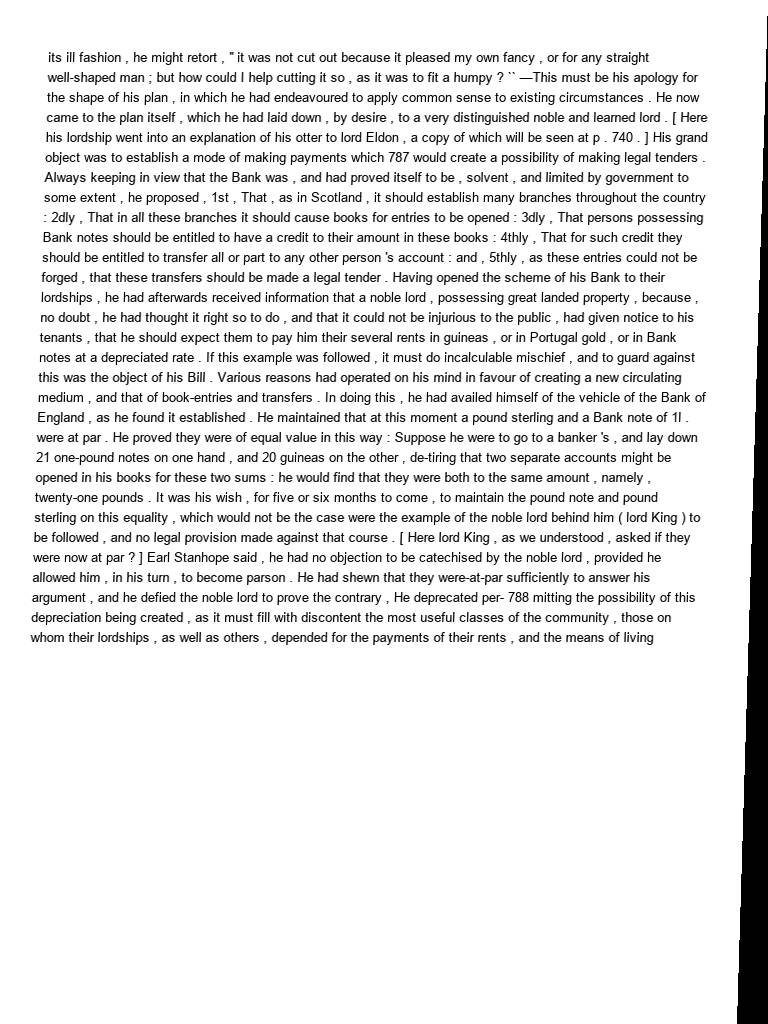 its ill fashion , he might retort , " it was not cut out because it pleased my own fancy , or for any straight
well-shaped man ; but how could I help cutting it so , as it was to fit a humpy ? `` —This must be his apology for
the shape of his plan , in which he had endeavoured to apply common sense to existing circumstances . He now
came to the plan itself , which he had laid down , by desire , to a very distinguished noble and learned lord . [ Here
his lordship went into an explanation of his otter to lord Eldon , a copy of which will be seen at p . 740 . ] His grand
object was to establish a mode of making payments which 787 would create a possibility of making legal tenders .
Always keeping in view that the Bank was , and had proved itself to be , solvent , and limited by government to
some extent , he proposed , 1st , That , as in Scotland , it should establish many branches throughout the country
: 2dly , That in all these branches it should cause books for entries to be opened : 3dly , That persons possessing
Bank notes should be entitled to have a credit to their amount in these books : 4thly , That for such credit they
should be entitled to transfer all or part to any other person 's account : and , 5thly , as these entries could not be
forged , that these transfers should be made a legal tender . Having opened the scheme of his Bank to their
lordships , he had afterwards received information that a noble lord , possessing great landed property , because ,
no doubt , he had thought it right so to do , and that it could not be injurious to the public , had given notice to his
tenants , that he should expect them to pay him their several rents in guineas , or in Portugal gold , or in Bank
notes at a depreciated rate . If this example was followed , it must do incalculable mischief , and to guard against
this was the object of his Bill . Various reasons had operated on his mind in favour of creating a new circulating
medium , and that of book-entries and transfers . In doing this , he had availed himself of the vehicle of the Bank of
England , as he found it established . He maintained that at this moment a pound sterling and a Bank note of 1l .
were at par . He proved they were of equal value in this way : Suppose he were to go to a banker 's , and lay down
21 one-pound notes on one hand , and 20 guineas on the other , de-tiring that two separate accounts might be
opened in his books for these two sums : he would find that they were both to the same amount , namely ,
twenty-one pounds . It was his wish , for five or six months to come , to maintain the pound note and pound
sterling on this equality , which would not be the case were the example of the noble lord behind him ( lord King ) to
be followed , and no legal provision made against that course . [ Here lord King , as we understood , asked if they
were now at par ? ] Earl Stanhope said , he had no objection to be catechised by the noble lord , provided he
allowed him , in his turn , to become parson . He had shewn that they were-at-par sufficiently to answer his
argument , and he defied the noble lord to prove the contrary , He deprecated per- 788 mitting the possibility of this
depreciation being created , as it must fill with discontent the most useful classes of the community , those on
whom their lordships , as well as others , depended for the payments of their rents , and the means of living